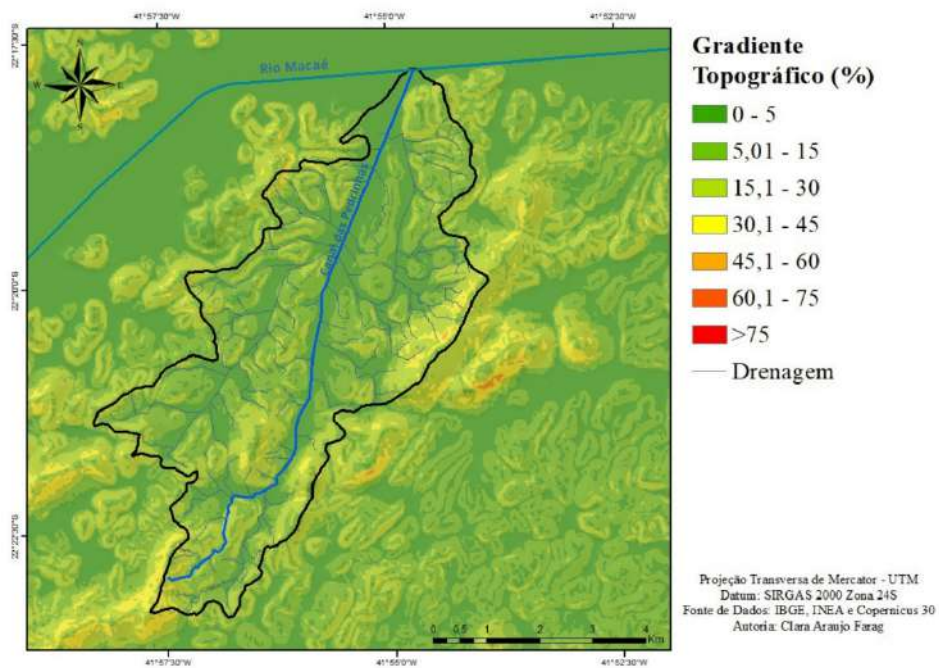 41°57'30"W
41°55'0"W
41°52'30"W
22°17'30"S
N
W
E
S
Rio Macaé
Canal das Pedrinhas
22°20'0"S
22°22'30"S
0 0,5 1 2 3 4
Km
41°57'30"W
41°55'0"W
41°52'30"W
Gradiente
Topográfico (%)
0 - 5
5,01 - 15
15,1 - 30
30,1 - 45
45,1 - 60
60,1 - 75
>75
Drenagem
Projeção Transversa de Mercator - UTM
Datum: SIRGAS 2000 Zona 24S
Fonte de Dados: IBGE, INEA e Copernicus 30
Autoria: Clara Araujo Farag